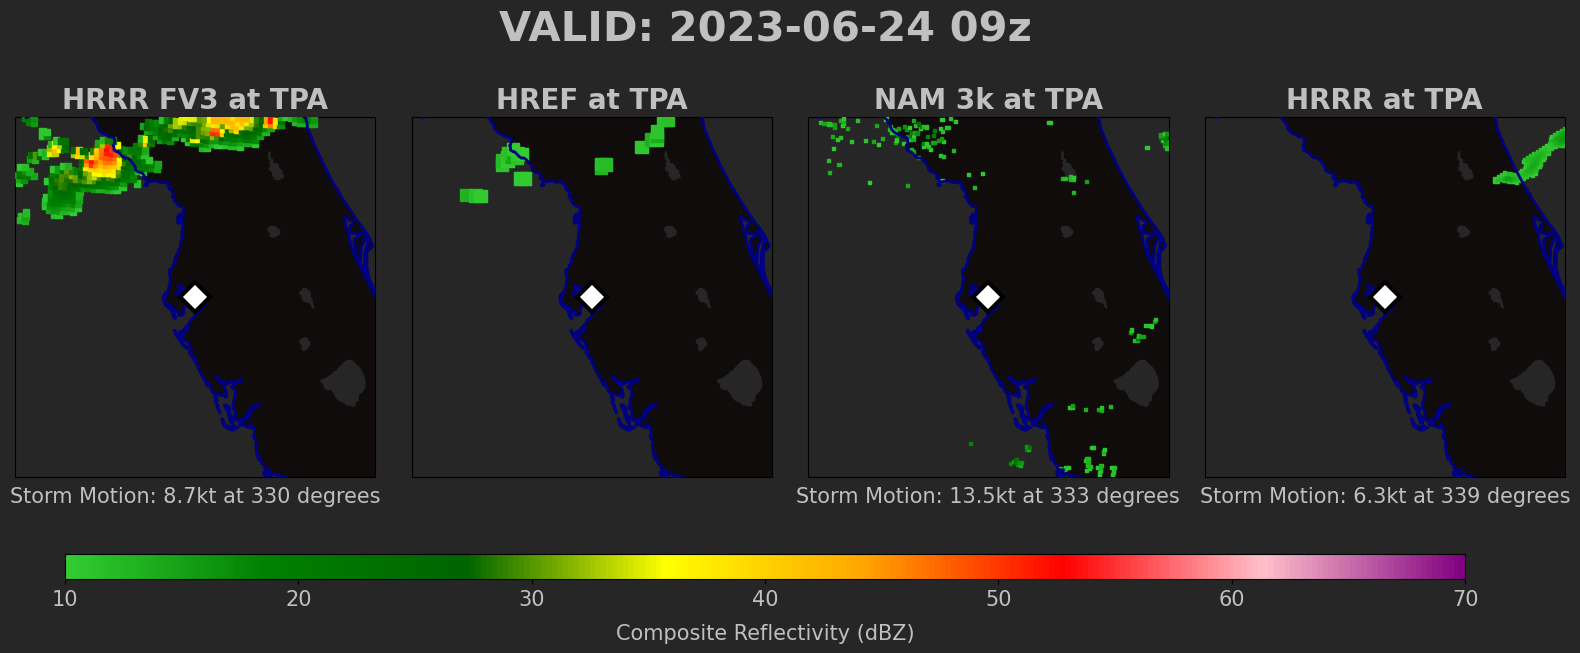 VALID: 2023-06-24 09z
HRRR FV3 at TPA
HREF at TPA
NAM 3k at TPA
HRRR at TPA
Storm Motion: 8.7kt at 330 degrees
Storm Motion: 13.5kt at 333 degrees
Storm Motion: 6.3kt at 339 degrees
10 20 30 40 50 60 70
Composite Reflectivity (dBZ)